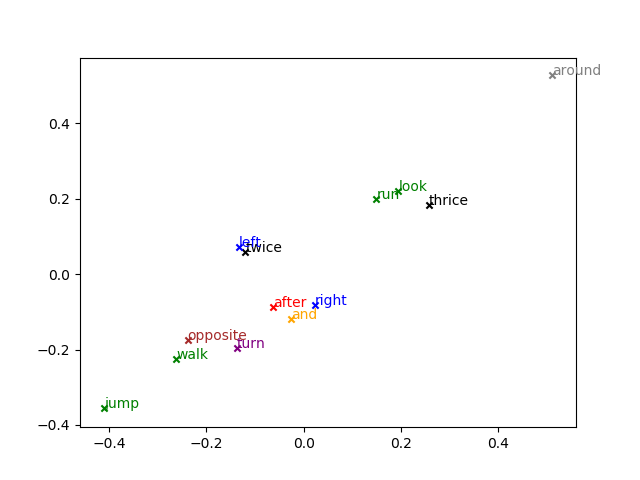 around
0.4
look
run
0.2
thrice
left
twice
0.0
after
right
and
−0.2
opposite
turn
walk
jump
−0.4
−0.4 −0.2 0.0 0.2 0.4